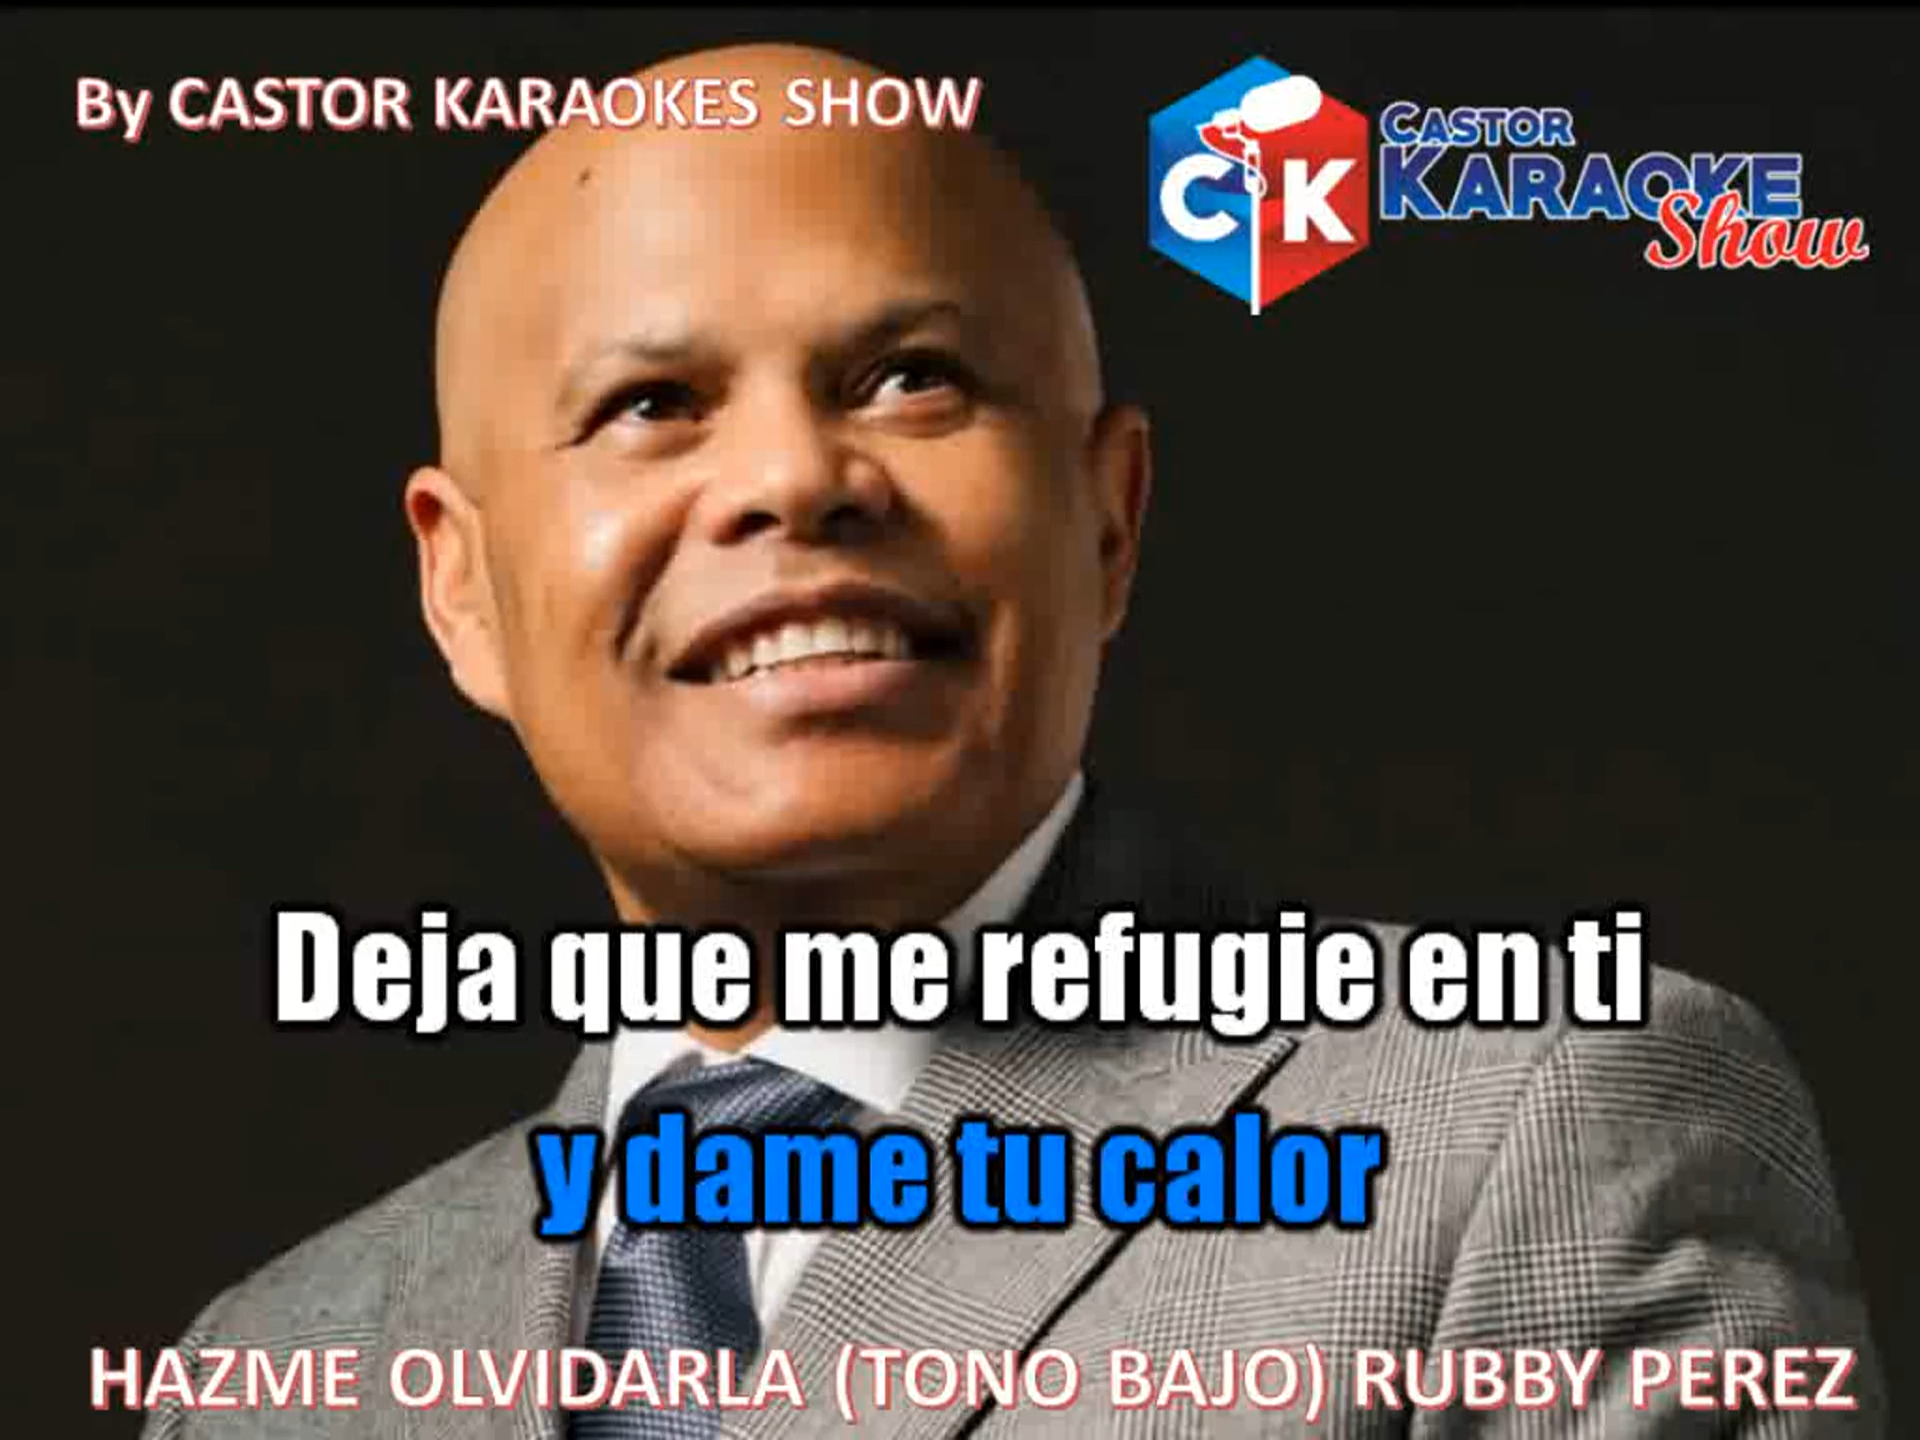 By CASTOR KARAOKES SHOW
CK
CASTOR
KARAOKE
Show
Deja que me refugie en ti
y dame tu calor
HAZME OLVIDARLA (TONO BAJO) RUBBY PEREZ